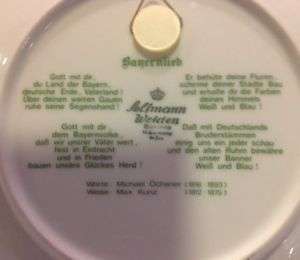 Bayernlied
Gott mit dir,
du Land der Bayern,
deutsche Erde, Vaterland!
Über deinen weiten Gauen
ruhe seine Segenshand!
Er behüte deine Fluren,
schirme deiner Städte Bau
und erhalte dir die Farben
deines Himmels
Weiß und Blau!
Seltmann
Weiden
Bavaria
Gott mit dir,
dem Bayernvolke,
daß wir unsrer Väter wert,
fest in Eintracht
und in Frieden
bauen unsres Glückes Herd!
Daß mit Deutschlands
Bruderstämmen
einig uns ein jeder schau
und den alten Ruhm bewähre
unser Banner
Weiß und Blau!
Worte: Michael Öchsner
Weise: Max Kunz